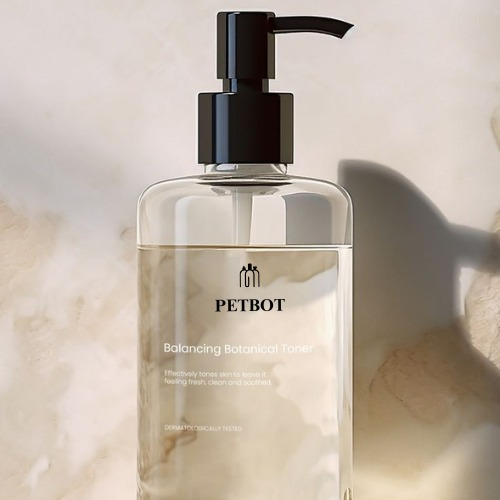 PETBOT
Balancing Botanical Toner
Effectively tones skin to leave it
feeling fresh, clean and soothed.
DERMATOLOGICALLY TESTED